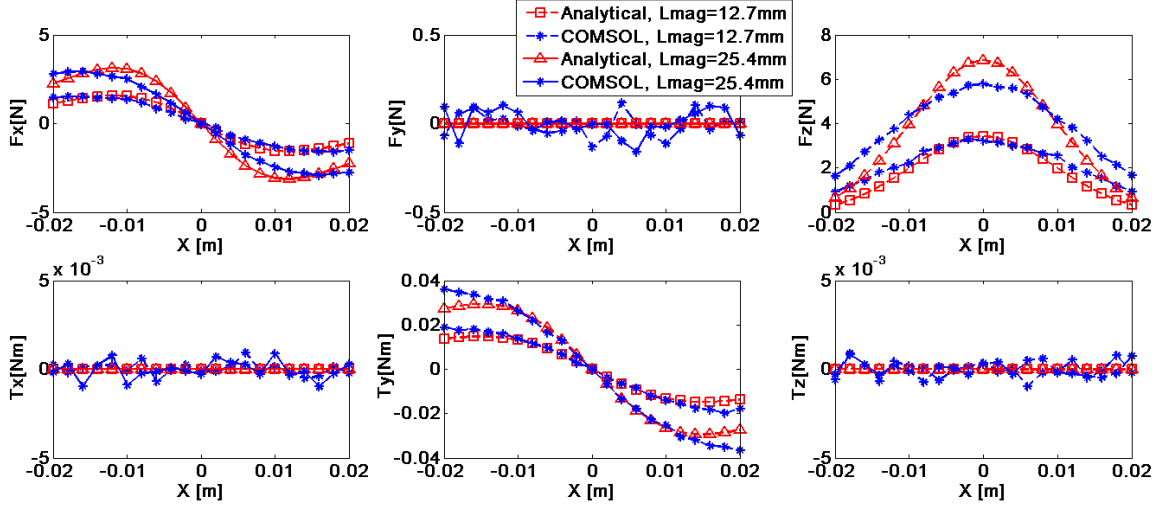 Analytical, Lmag=12.7mm
COMSOL, Lmag=12.7mm
Analytical, Lmag=25.4mm
COMSOL, Lmag=25.4mm
5
0
-5
Fx[N]
-0.02 -0.01 0 0.01 0.02
X [m]
0.5
0
-0.5
Fy[N]
-0.02 -0.01 0 0.01 0.02
X [m]
8
6
4
2
0
Fz[N]
-0.02 -0.01 0 0.01 0.02
X [m]
5 x 10-3
0
-5
Tx[Nm]
-0.02 -0.01 0 0.01 0.02
X [m]
0.04
0.02
0
-0.02
-0.04
Ty[Nm]
-0.02 -0.01 0 0.01 0.02
X [m]
5 x 10-3
0
-5
Tz[Nm]
-0.02 -0.01 0 0.01 0.02
X [m]